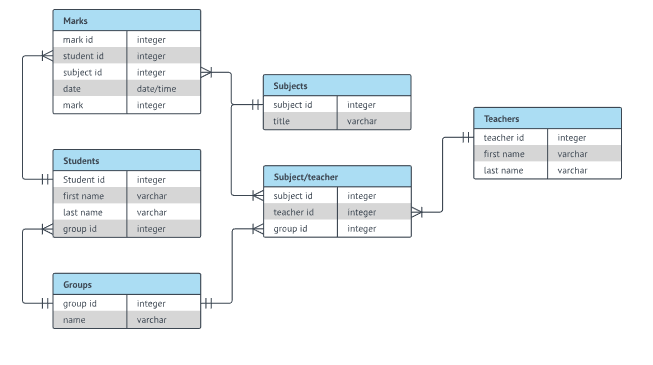 Marks
mark id integer
student id integer
subject id integer
date date/time
mark integer
Subjects
subject id integer
title varchar
Teachers
teacher id integer
first name varchar
last name varchar
Students
Student id integer
first name varchar
last name varchar
group id integer
Subject/teacher
subject id integer
teacher id integer
group id integer
Groups
group id integer
name varchar